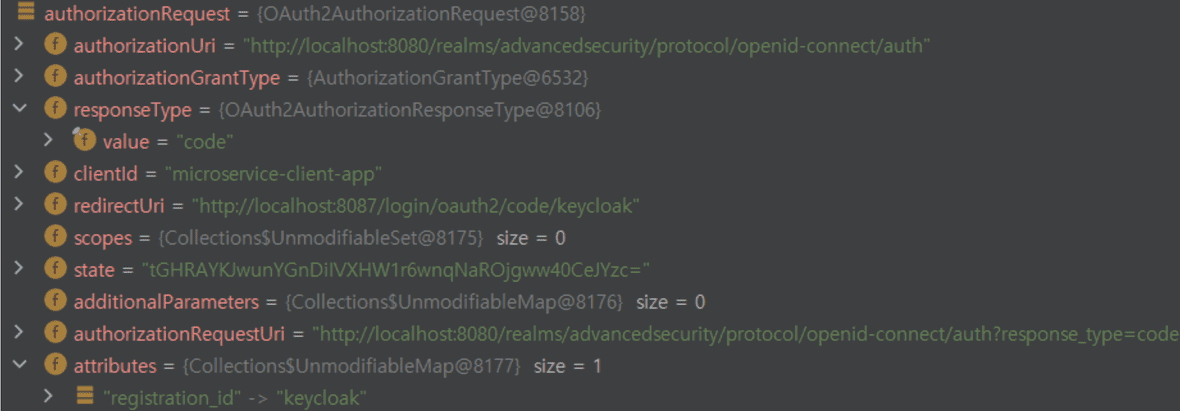 authorizationRequest = {OAuth2AuthorizationRequest@8158}
f authorizationUri = "http://localhost:8080/realms/advancedsecurity/protocol/openid-connect/auth"
f authorizationGrantType = {AuthorizationGrantType@6532}
f responseType = {OAuth2AuthorizationResponseType@8106}
f value = "code"
f clientId = "microservice-client-app"
f redirectUri = "http://localhost:8087/login/oauth2/code/keycloak"
f scopes = {Collections$UnmodifiableSet@8175} size = 0
f state = "tGHRAYKJwunYGnDiIVXHW1r6wnqNaROjgww40CeJYzc="
f additionalParameters = {Collections$UnmodifiableMap@8176} size = 0
f authorizationRequestUri = "http://localhost:8080/realms/advancedsecurity/protocol/openid-connect/auth?response_type=code
f attributes = {Collections$UnmodifiableMap@8177} size = 1
"registration_id" -> "keycloak"